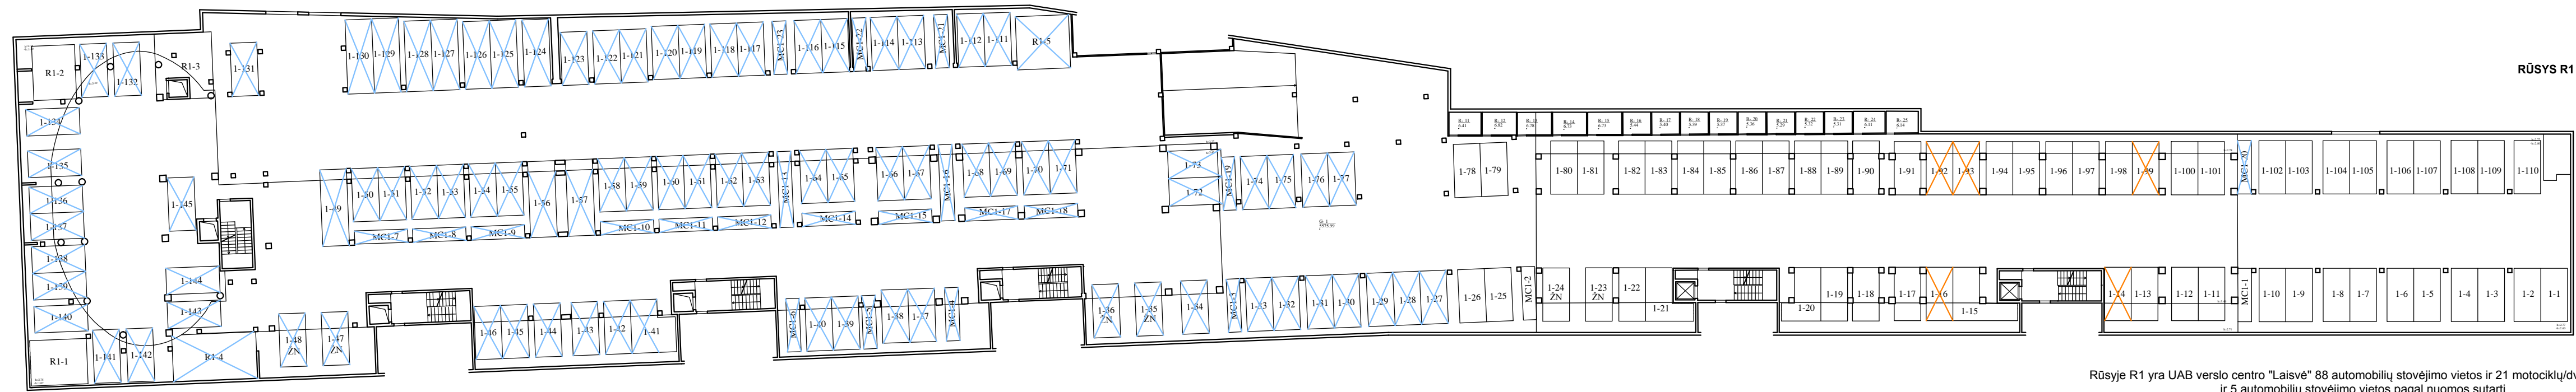 RŪSYS R1
1-130 1-129 1-128 1-127 1-126 1-125 1-124 1-123 1-122 1-121 1-120 1-119 1-118 1-117 MC1-23 1-116 1-115 MC1-22 1-114 1-113 MC1-21 1-112 1-111 R1-5
R1-2 1-133 1-132 R1-3 1-131
1-134
1-135
1-136
1-137
1-138
1-139
1-140
1-145
1-144
1-143
R1-1 1-141 1-142 R1-4 1-48 ŽN 1-47 ŽN
1-49 1-50 1-51 1-52 1-53 1-54 1-55 1-56 1-57 1-58 1-59 1-60 1-61 1-62 1-63 MC1-13 1-64 1-65 1-66 1-67 MC1-16 1-68 1-69 1-70 1-71
MC1-7 MC1-8 MC1-9 MC1-10 MC1-11 MC1-12 MC1-14 MC1-15 MC1-17 MC1-18
1-73
1-72
MC1-19 1-74 1-75 1-76 1-77
R-11 R-12 R-13 R-14 R-15 R-16 R-17 R-18 R-19 R-20 R-21 R-22 R-23 R-24 R-25
1-78 1-79 1-80 1-81 1-82 1-83 1-84 1-85 1-86 1-87 1-88 1-89 1-90 1-91 1-92 1-93 1-94 1-95 1-96 1-97 1-98 1-99 1-100 1-101 MC1-20 1-102 1-103 1-104 1-105 1-106 1-107 1-108 1-109 1-110
1-46 1-45 1-44 1-43 1-42 1-41 MC1-6 1-40 1-39 MC1-5 1-38 1-37 MC1-4
1-36 ŽN 1-35 ŽN 1-34 MC1-3 1-33 1-32 1-31 1-30 1-29 1-28 1-27 1-26 1-25 MC1-2 1-24 ŽN 1-23 ŽN 1-22 1-21 1-20 1-19 1-18 1-17 1-16 1-15 1-14 1-13 1-12 1-11 MC1-1 1-10 1-9 1-8 1-7 1-6 1-5 1-4 1-3 1-2 1-1
Rūsyje R1 yra UAB verslo centro "Laisvė" 88 automobilių stovėjimo vietos ir 21 motociklų/dv
ir 5 automobilių stovėjimo vietos pagal nuomos sutartį